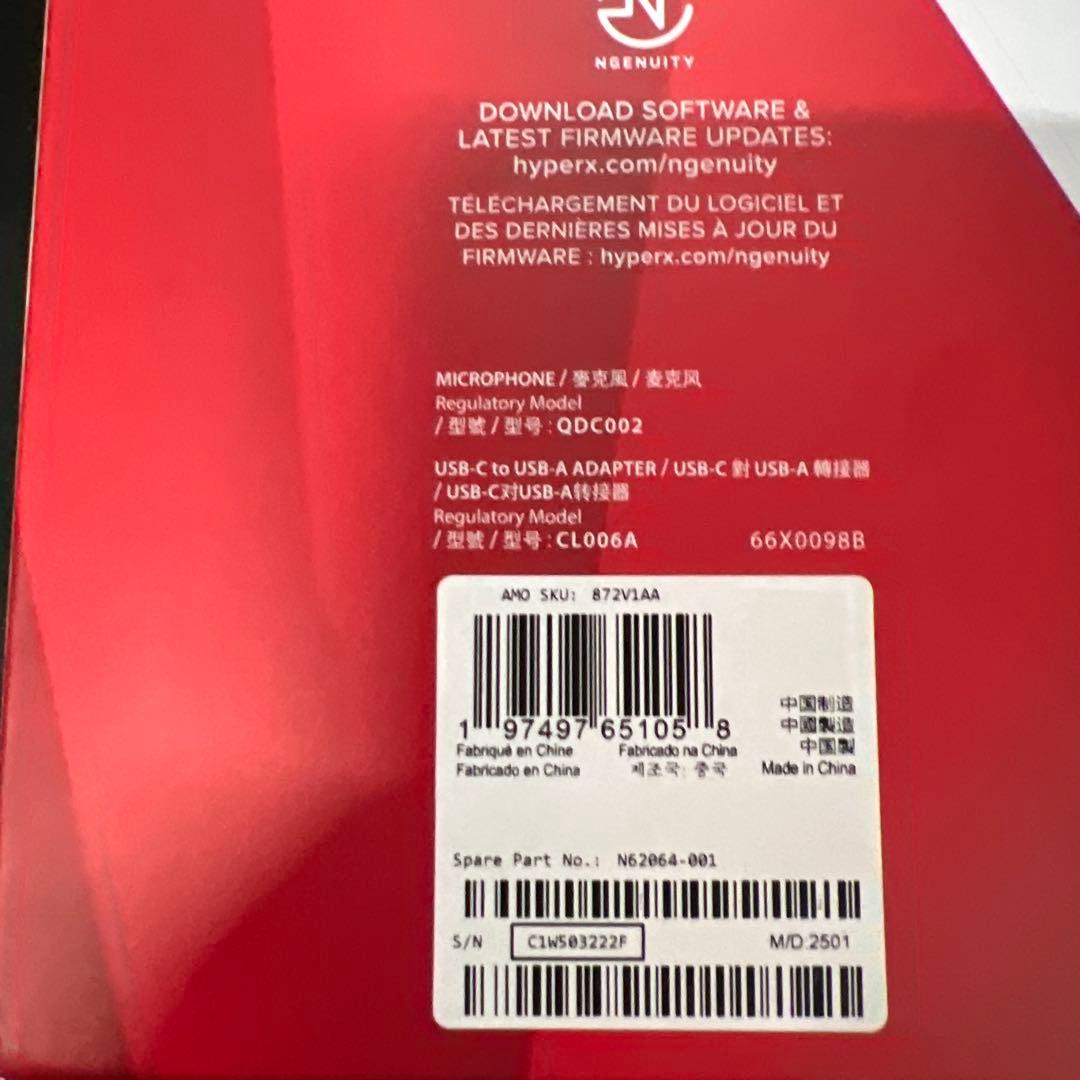 NGENUITY
DOWNLOAD SOFTWARE &
LATEST FIRMWARE UPDATES:
hyperx.com/ngenuity
TÉLÉCHARGEMENT DU LOGICIEL ET
DES DERNIÈRES MISES À JOUR DU
FIRMWARE : hyperx.com/ngenuity
MICROPHONE / 麥克風 / 麦克风
Regulatory Model
/ 型號 / 型号 : QDC002
USB-C to USB-A ADAPTER / USB-C 對 USB-A 轉接器
/ USB-C对USB-A转接器
Regulatory Model
/ 型號 / 型号 : CL006A 66X0098B
AMO SKU: 872V1AA
1 97497 65105 8
中国制造
中國製造
中国製
Fabriqué en Chine Fabricado na China
Fabricado en China 제조국: 중국 Made in China
Spare Part No.: N62064-001
S/N C1W503222F M/D:2501